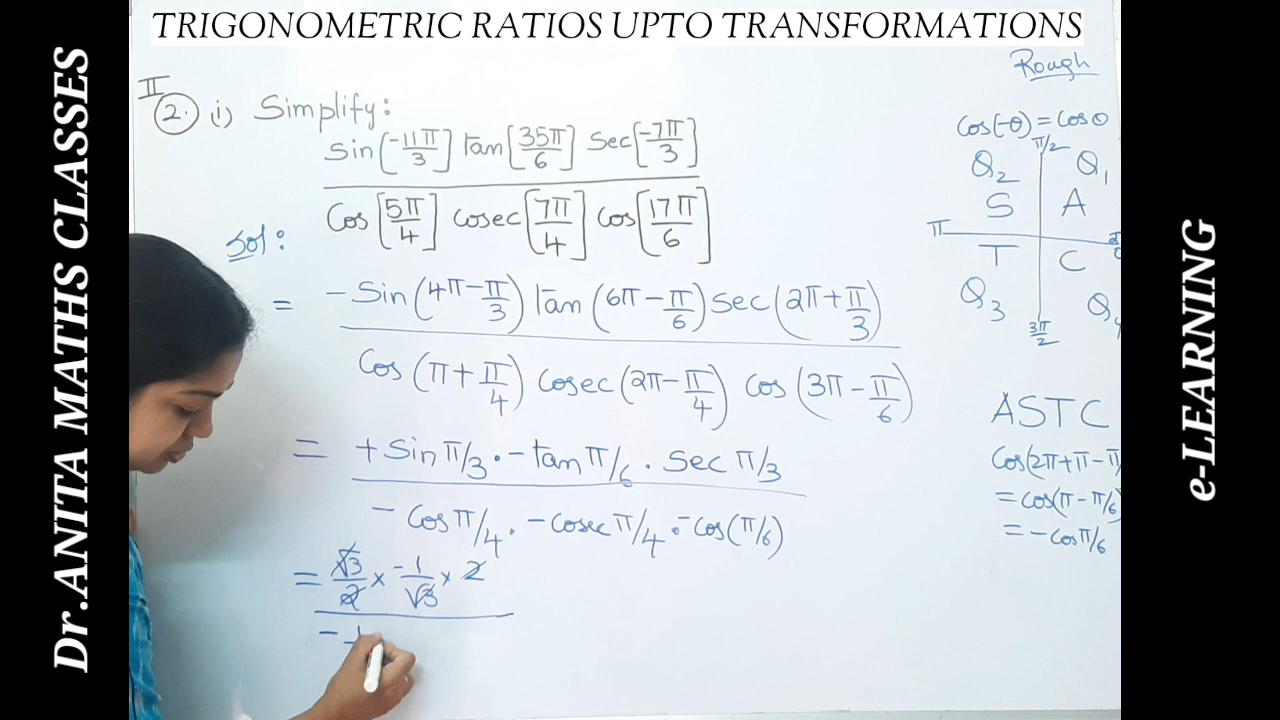 TRIGONOMETRIC RATIOS UPTO TRANSFORMATIONS
Dr.ANITA MATHS CLASSES
e-LEARNING
II
2. i) Simplify:
sin[-11π/3] tan[35π/6] sec[-7π/3]
cos[5π/4] cosec[7π/4] cos[17π/6]
Sol:
= -sin(4π-π/3) tan(6π-π/6) sec(2π+π/3)
cos(π+π/4) cosec(2π-π/4) cos(3π-π/6)
= +sin π/3 · -tan π/6 · sec π/3
-cos π/4 · -cosec π/4 · -cos(π/6)
= √3/2 × -1/√3 × 2
- 1
Rough
cos(-θ) = cos θ
π/2
Q2 Q1
S A
π
T C
Q3 Q4
3π/2
ASTC
cos(2π+π-π/
= cos(π-π/6)
= -cos π/6